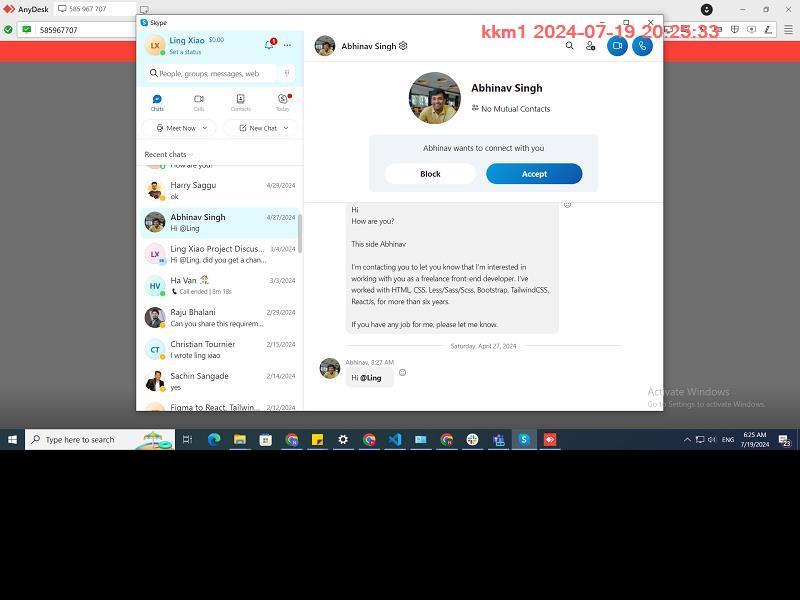 AnyDesk
585 967 707
585967707
kkm1 2024-07-19 20:25:33
Skype
Ling Xiao $0.00
Set a status
LX
1
People, groups, messages, web
Chats
Calls
Contacts
Today
Meet Now
New Chat
Recent chats
How are you?
Harry Saggu 4/29/2024
ok
Abhinav Singh 4/27/2024
Hi @Ling
LX
Ling Xiao Project Discus... 3/4/2024
Hi @Ling, did you get a chan...
HV
Ha Van 3/3/2024
Call ended | 8m 18s
Raju Bhalani 2/29/2024
Can you share this requirem...
CT
Christian Tournier 2/15/2024
I wrote ling xiao
Sachin Sangade 2/14/2024
yes
Figma to React, Tailwin... 2/12/2024
Abhinav Singh
Abhinav Singh
No Mutual Contacts
Abhinav wants to connect with you
Block
Accept
Hi
How are you?
This side Abhinav
I'm contacting you to let you know that I'm interested in
working with you as a freelance front-end developer. I've
worked with HTML, CSS, Less/Sass/Scss, Bootstrap, TailwindCSS,
ReactJs, for more than six years.
If you have any job for me, please let me know.
Saturday, April 27, 2024
Abhinav, 8:27 AM
Hi @Ling
Activate Windows
Go to Settings to activate Windows.
Type here to search
ENG
6:25 AM
7/19/2024
23